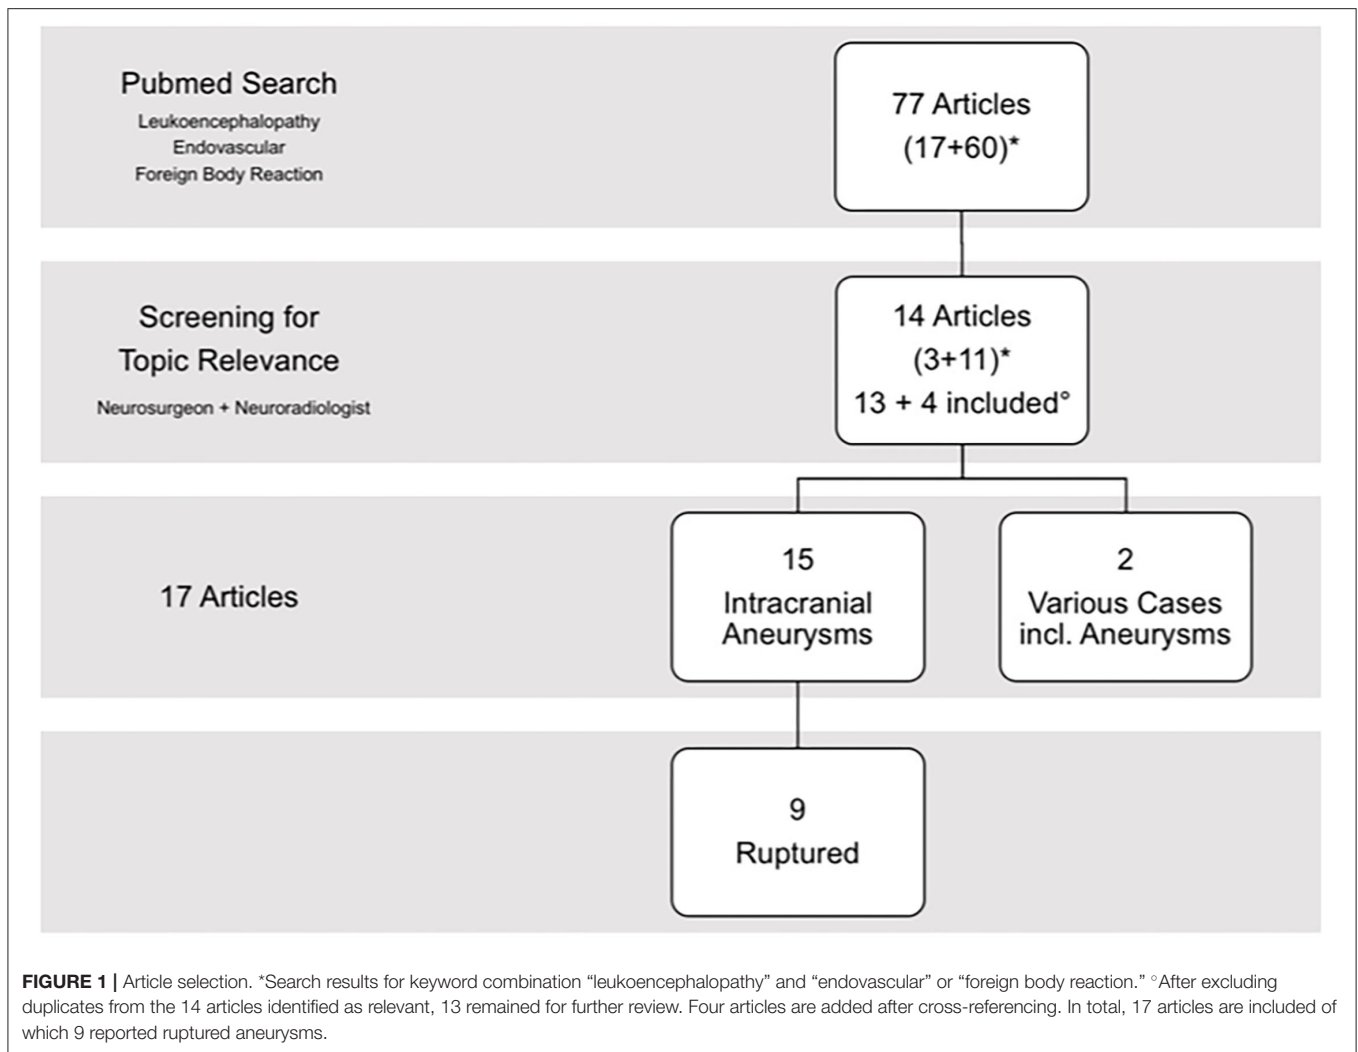 Pubmed Search
Leukoencephalopathy
Endovascular
Foreign Body Reaction
77 Articles
(17+60)*
Screening for
Topic Relevance
Neurosurgeon + Neuroradiologist
14 Articles
(3+11)*
13 + 4 included°
17 Articles
15
Intracranial
Aneurysms
2
Various Cases
incl. Aneurysms
9
Ruptured
FIGURE 1 | Article selection. *Search results for keyword combination “leukoencephalopathy” and “endovascular” or “foreign body reaction.” °After excluding
duplicates from the 14 articles identified as relevant, 13 remained for further review. Four articles are added after cross-referencing. In total, 17 articles are included of
which 9 reported ruptured aneurysms.